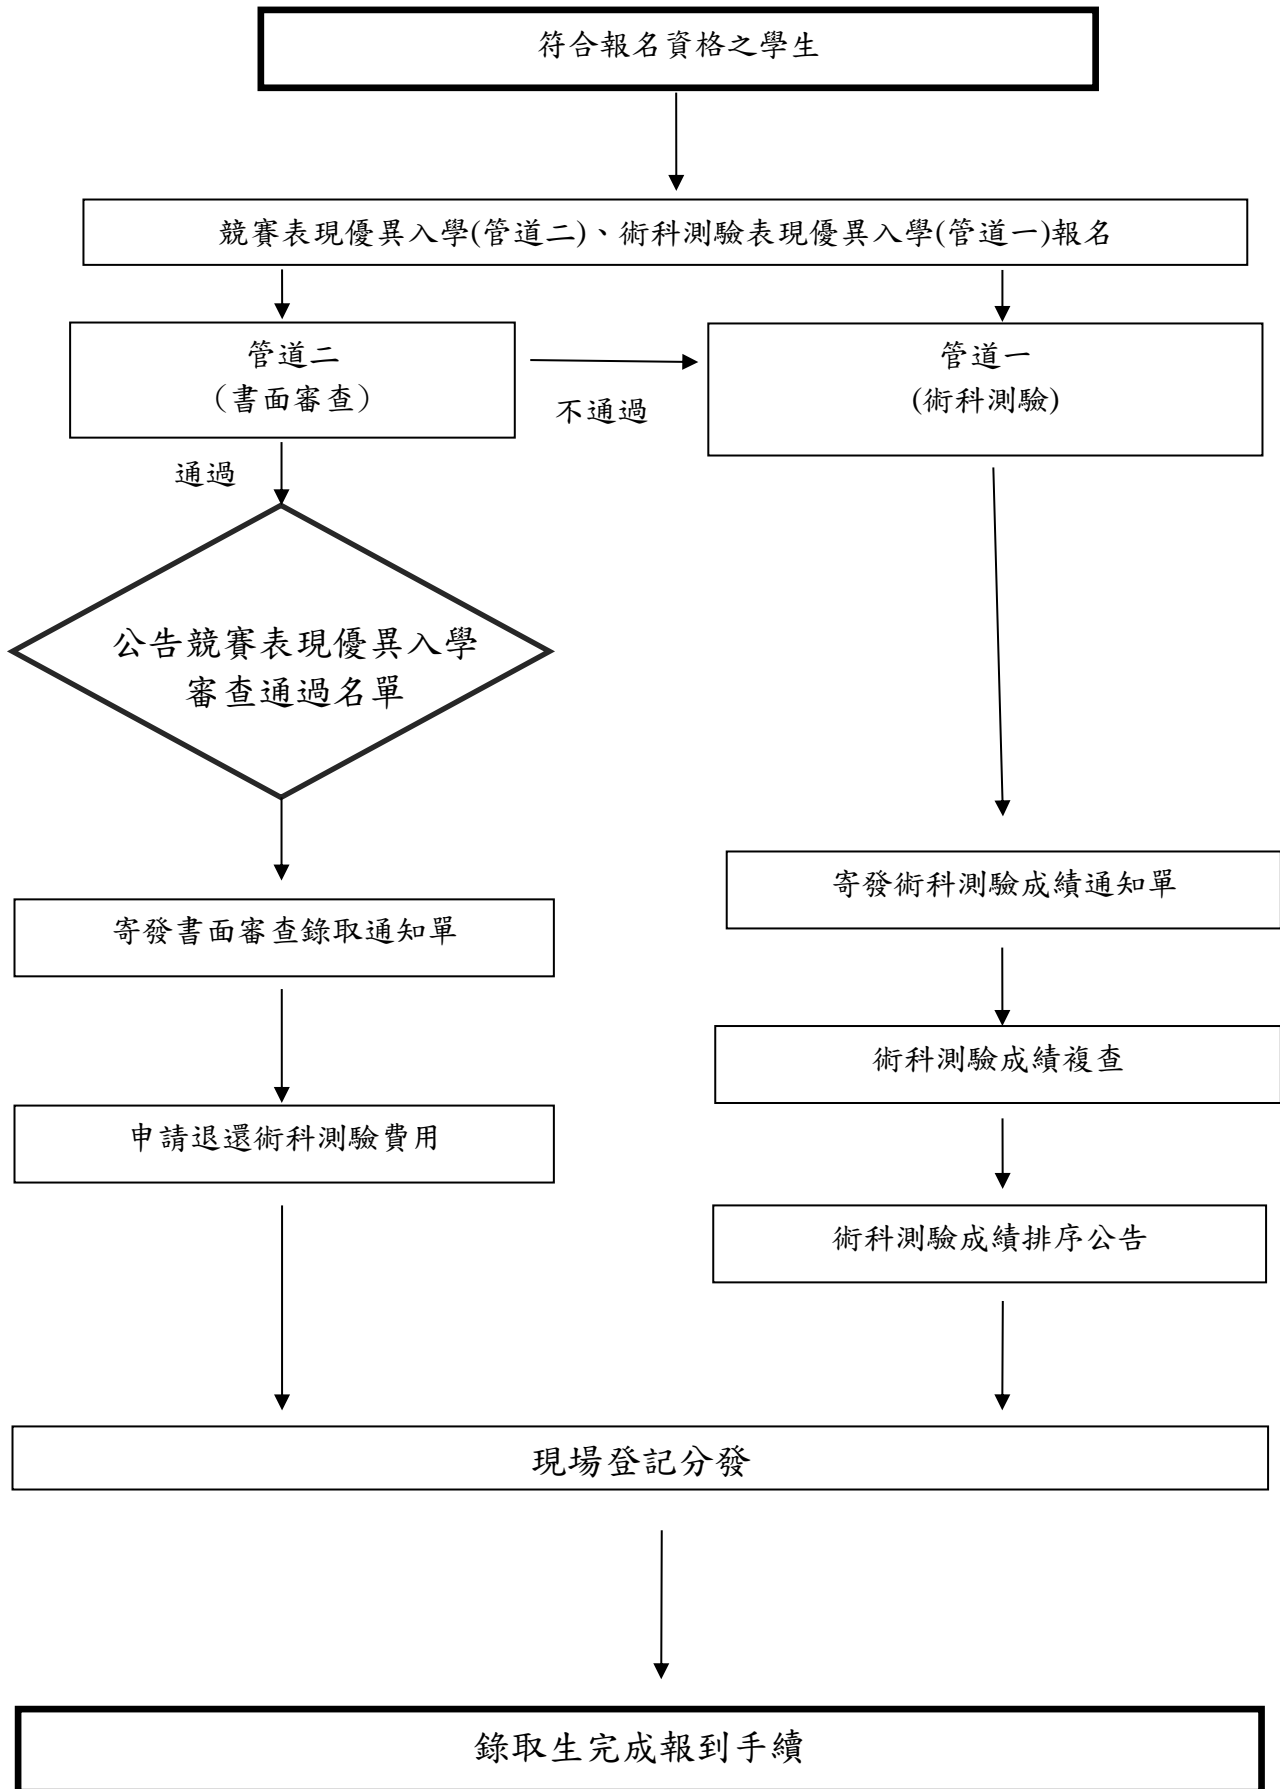 符合報名資格之學生
競賽表現優異入學(管道二)、術科測驗表現優異入學(管道一)報名
管道二
（書面審查）
不通過
管道一
(術科測驗)
通過
公告競賽表現優異入學
審查通過名單
寄發術科測驗成績通知單
寄發書面審查錄取通知單
術科測驗成績複查
申請退還術科測驗費用
術科測驗成績排序公告
現場登記分發
錄取生完成報到手續